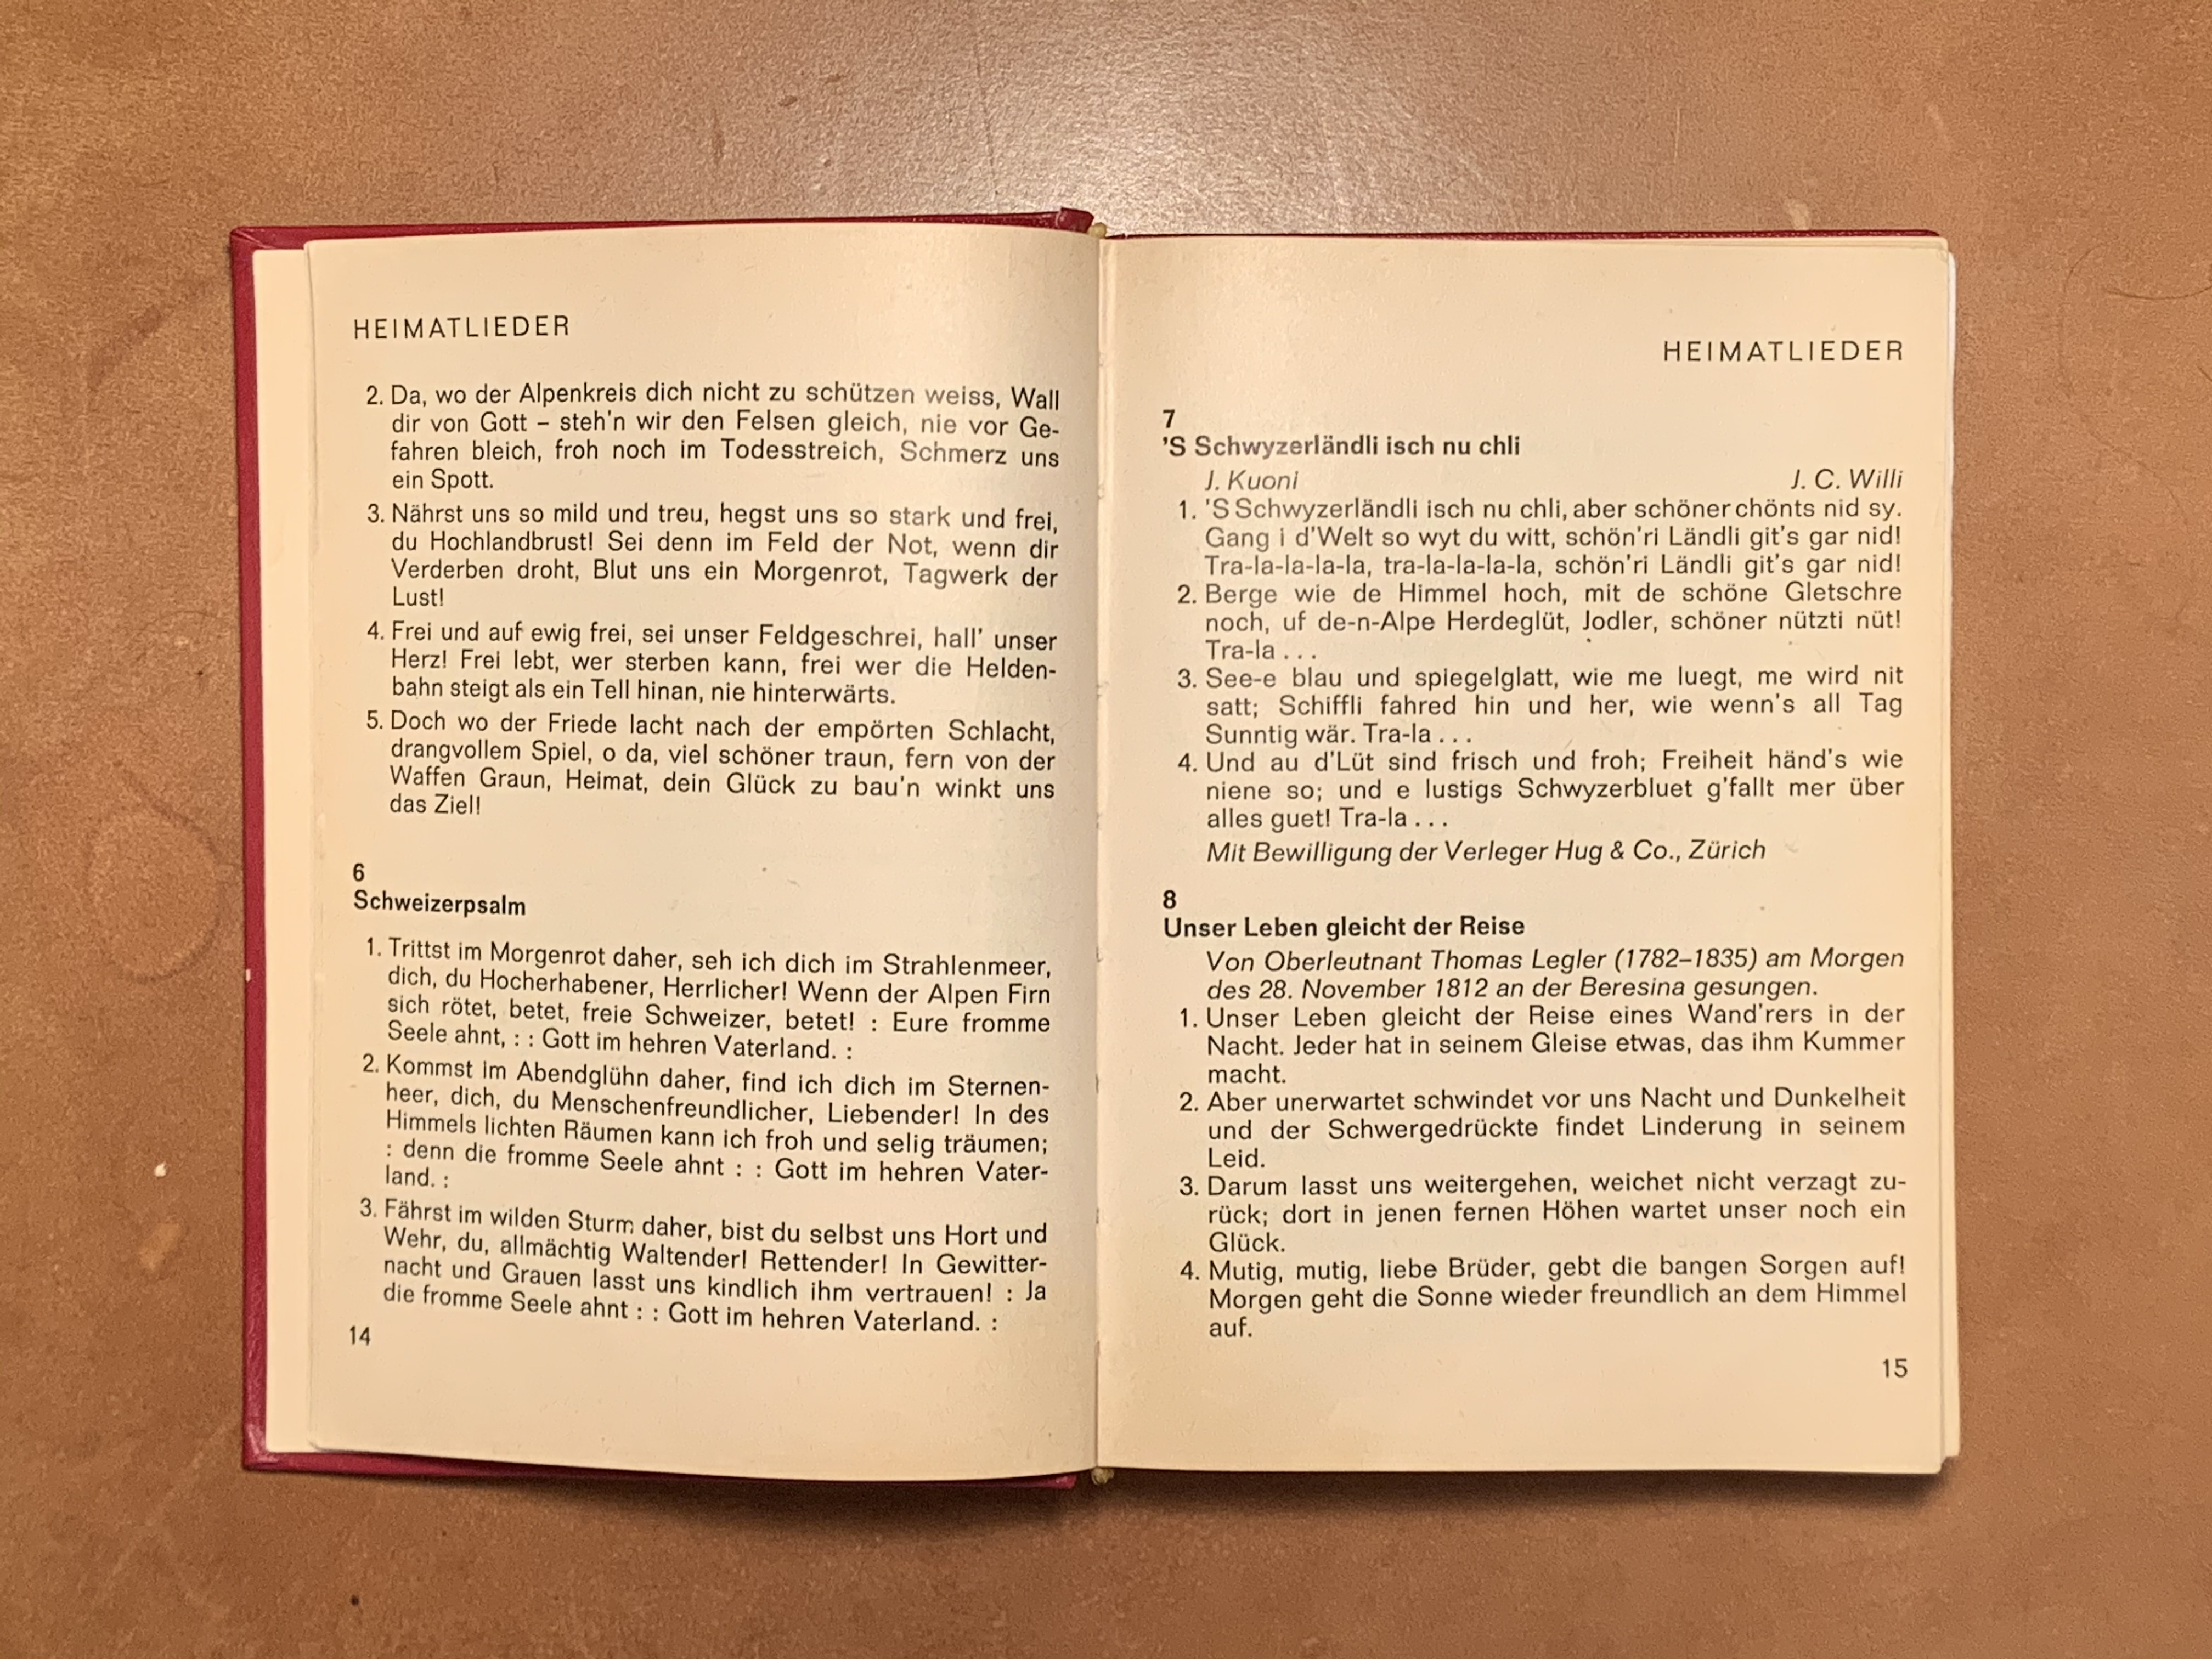 HEIMATLIEDER
2. Da, wo der Alpenkreis dich nicht zu schützen weiss, Wall
dir von Gott – steh'n wir den Felsen gleich, nie vor Ge-
fahren bleich, froh noch im Todesstreich, Schmerz uns
ein Spott.
3. Nährst uns so mild und treu, hegst uns so stark und frei,
du Hochlandbrust! Sei denn im Feld der Not, wenn dir
Verderben droht, Blut uns ein Morgenrot, Tagwerk der
Lust!
4. Frei und auf ewig frei, sei unser Feldgeschrei, hall' unser
Herz! Frei lebt, wer sterben kann, frei wer die Helden-
bahn steigt als ein Tell hinan, nie hinterwärts.
5. Doch wo der Friede lacht nach der empörten Schlacht,
drangvollem Spiel, o da, viel schöner traun, fern von der
Waffen Graun, Heimat, dein Glück zu bau'n winkt uns
das Ziel!
6
Schweizerpsalm
1. Trittst im Morgenrot daher, seh ich dich im Strahlenmeer,
dich, du Hocherhabener, Herrlicher! Wenn der Alpen Firn
sich rötet, betet, freie Schweizer, betet! : Eure fromme
Seele ahnt, : : Gott im hehren Vaterland. :
2. Kommst im Abendglühn daher, find ich dich im Sternen-
heer, dich, du Menschenfreundlicher, Liebender! In des
Himmels lichten Räumen kann ich froh und selig träumen;
: denn die fromme Seele ahnt : : Gott im hehren Vater-
land. :
3. Fährst im wilden Sturm daher, bist du selbst uns Hort und
Wehr, du, allmächtig Waltender! Rettender! In Gewitter-
nacht und Grauen lasst uns kindlich ihm vertrauen! : Ja
die fromme Seele ahnt : : Gott im hehren Vaterland. :
14
HEIMATLIEDER
7
'S Schwyzerländli isch nu chli
J. Kuoni J. C. Willi
1. 'S Schwyzerländli isch nu chli, aber schöner chönts nid sy.
Gang i d'Welt so wyt du witt, schön'ri Ländli git's gar nid!
Tra-la-la-la-la, tra-la-la-la-la, schön'ri Ländli git's gar nid!
2. Berge wie de Himmel hoch, mit de schöne Gletschre
noch, uf de-n-Alpe Herdeglüt, Jodler, schöner nützti nüt!
Tra-la . . .
3. See-e blau und spiegelglatt, wie me luegt, me wird nit
satt; Schiffli fahred hin und her, wie wenn's all Tag
Sunntig wär. Tra-la . . .
4. Und au d'Lüt sind frisch und froh; Freiheit händ's wie
niene so; und e lustigs Schwyzerbluet g'fallt mer über
alles guet! Tra-la . . .
Mit Bewilligung der Verleger Hug & Co., Zürich
8
Unser Leben gleicht der Reise
Von Oberleutnant Thomas Legler (1782–1835) am Morgen
des 28. November 1812 an der Beresina gesungen.
1. Unser Leben gleicht der Reise eines Wand'rers in der
Nacht. Jeder hat in seinem Gleise etwas, das ihm Kummer
macht.
2. Aber unerwartet schwindet vor uns Nacht und Dunkelheit
und der Schwergedrückte findet Linderung in seinem
Leid.
3. Darum lasst uns weitergehen, weichet nicht verzagt zu-
rück; dort in jenen fernen Höhen wartet unser noch ein
Glück.
4. Mutig, mutig, liebe Brüder, gebt die bangen Sorgen auf!
Morgen geht die Sonne wieder freundlich an dem Himmel
auf.
15